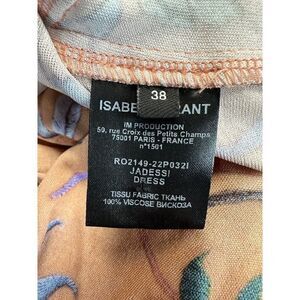 38
ISABE RANT
IM PRODUCTION
59, rue Croix des Petits Champs
75001 PARIS - FRANCE
n°1501
RO2149-22P032I
JADESSI
DRESS
TISSU FABRIC ТКАНЬ
100% VISCOSE ВИСКОЗА